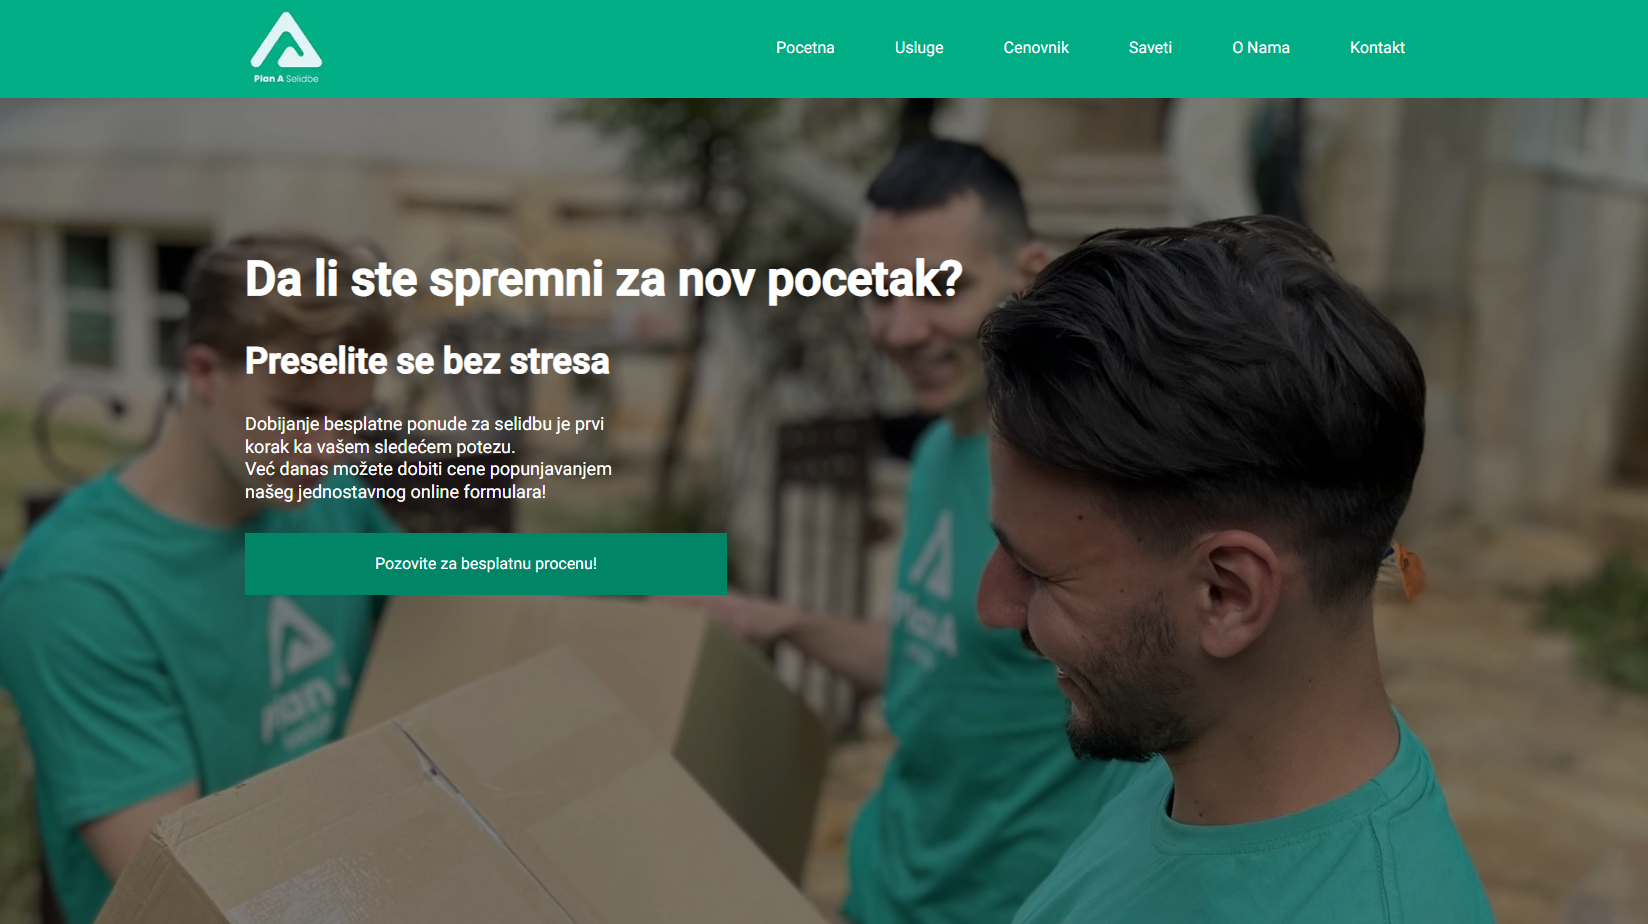 Plan A Selidbe
Pocetna
Usluge
Cenovnik
Saveti
O Nama
Kontakt
Da li ste spremni za nov pocetak?
Preselite se bez stresa
Dobijanje besplatne ponude za selidbu je prvi
korak ka vašem sledećem potezu.
Već danas možete dobiti cene popunjavanjem
našeg jednostavnog online formulara!
Pozovite za besplatnu procenu!
Plan
Plan A